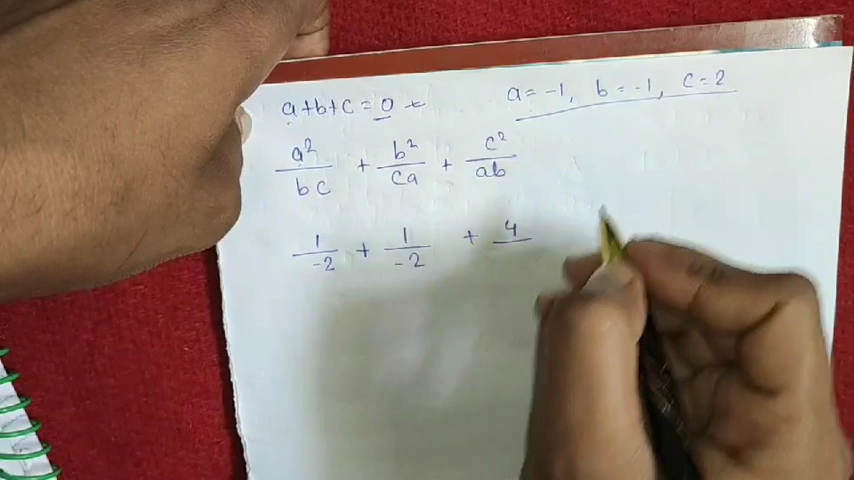 a+b+c=0
a=-1, b=-1, c=2
a²/bc + b²/ca + c²/ab
1/-2 + 1/-2 + 4/